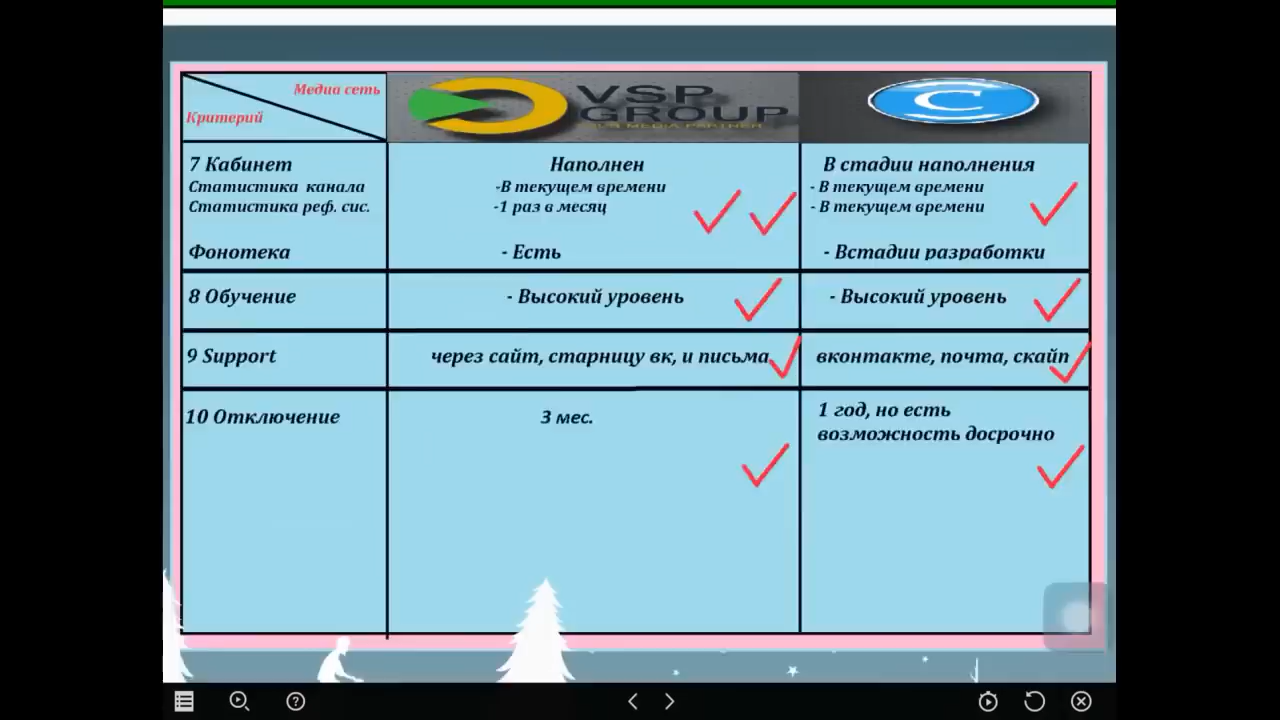 Медиа сеть
Критерий
VSP
GROUP
C
7 Кабинет
Статистика канала
Статистика реф. сис.
Фонотека
Наполнен
-В текущем времени
-1 раз в месяц
- Есть
В стадии наполнения
- В текущем времени
- В текущем времени
- Встадии разработки
8 Обучение
- Высокий уровень
- Высокий уровень
9 Support
через сайт, старницу вк, и письма
вконтакте, почта, скайп
10 Отключение
3 мес.
1 год, но есть
возможность досрочно